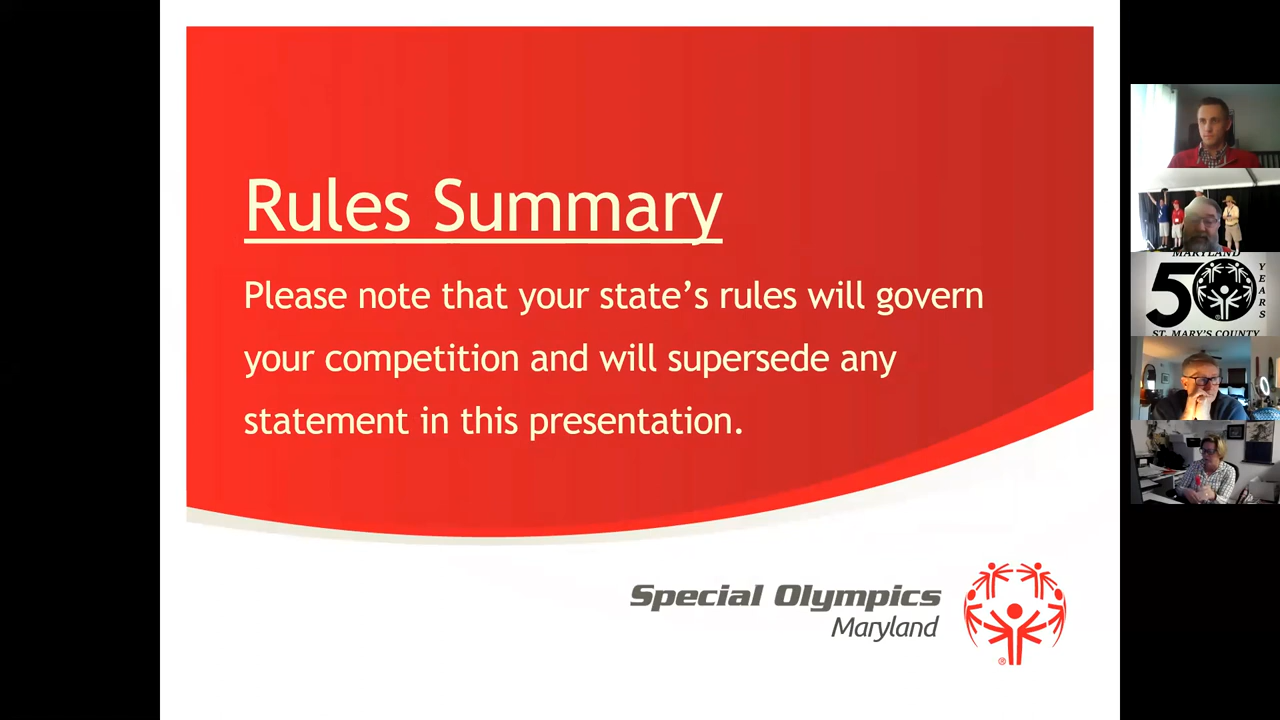 Rules Summary
Please note that your state's rules will govern
your competition and will supersede any
statement in this presentation.
Special Olympics
Maryland
®
MARYLAND
50
YEARS
ST. MARY'S COUNTY